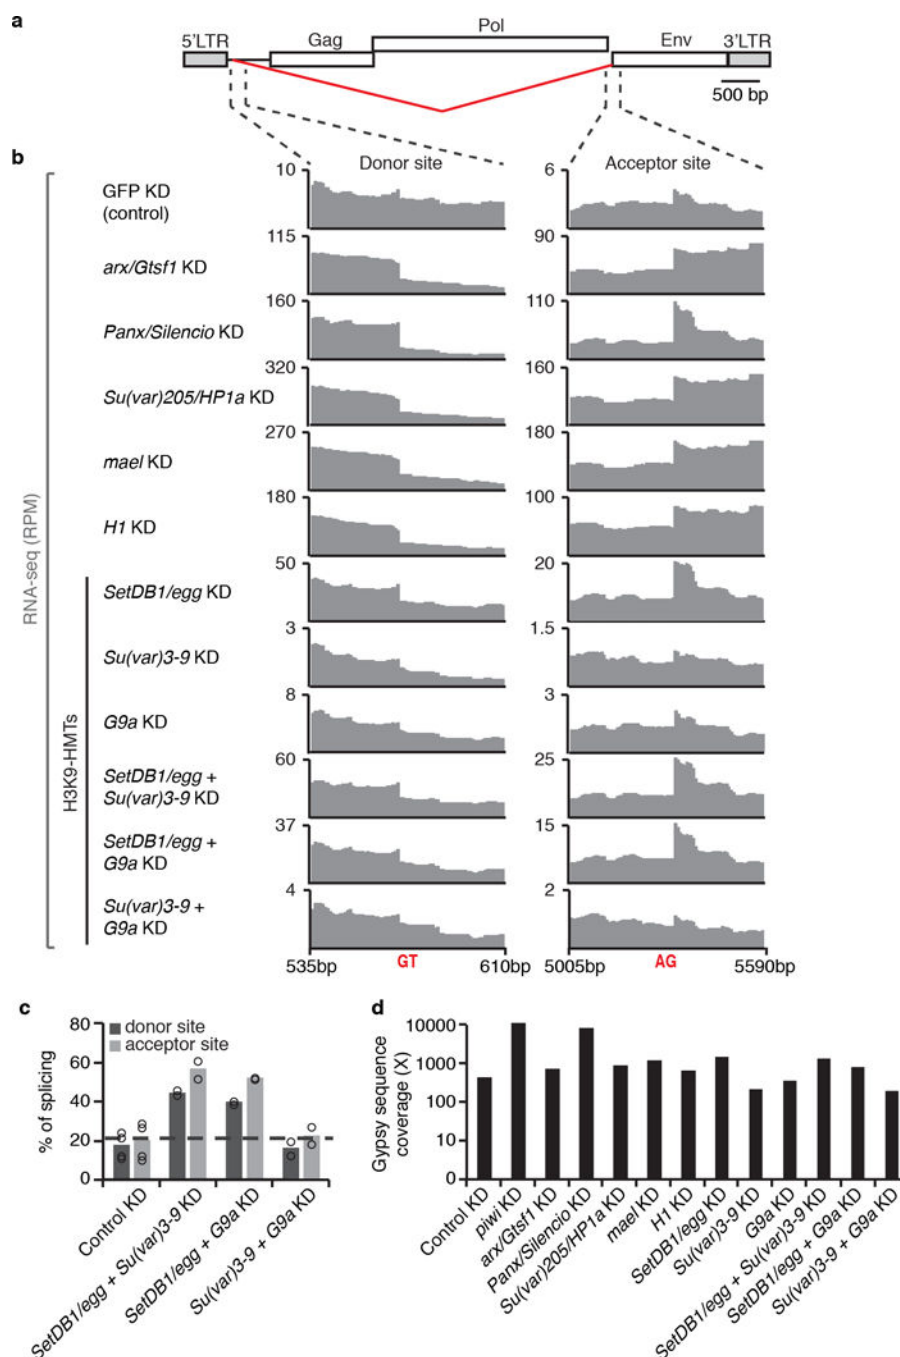 a
5'LTR
Gag
Pol
Env
3'LTR
500 bp
b
Donor site
Acceptor site
RNA-seq (RPM)
H3K9-HMTs
GFP KD
(control)
10
6
arx/Gtsf1 KD
115
90
Panx/Silencio KD
160
110
Su(var)205/HP1a KD
320
160
mael KD
270
180
H1 KD
180
100
SetDB1/egg KD
50
20
Su(var)3-9 KD
3
1.5
G9a KD
8
3
SetDB1/egg +
Su(var)3-9 KD
60
25
SetDB1/egg +
G9a KD
37
15
Su(var)3-9 +
G9a KD
4
2
535bp
GT
610bp
5005bp
AG
5590bp
c
% of splicing
80
60
40
20
0
donor site
acceptor site
Control KD
SetDB1/egg + Su(var)3-9 KD
SetDB1/egg + G9a KD
Su(var)3-9 + G9a KD
d
Gypsy sequence
coverage (X)
10000
1000
100
10
0
Control KD
piwi KD
arx/Gtsf1 KD
Panx/Silencio KD
Su(var)205/HP1a KD
mael KD
H1 KD
SetDB1/egg KD
Su(var)3-9 KD
G9a KD
SetDB1/egg + Su(var)3-9 KD
SetDB1/egg + G9a KD
Su(var)3-9 + G9a KD